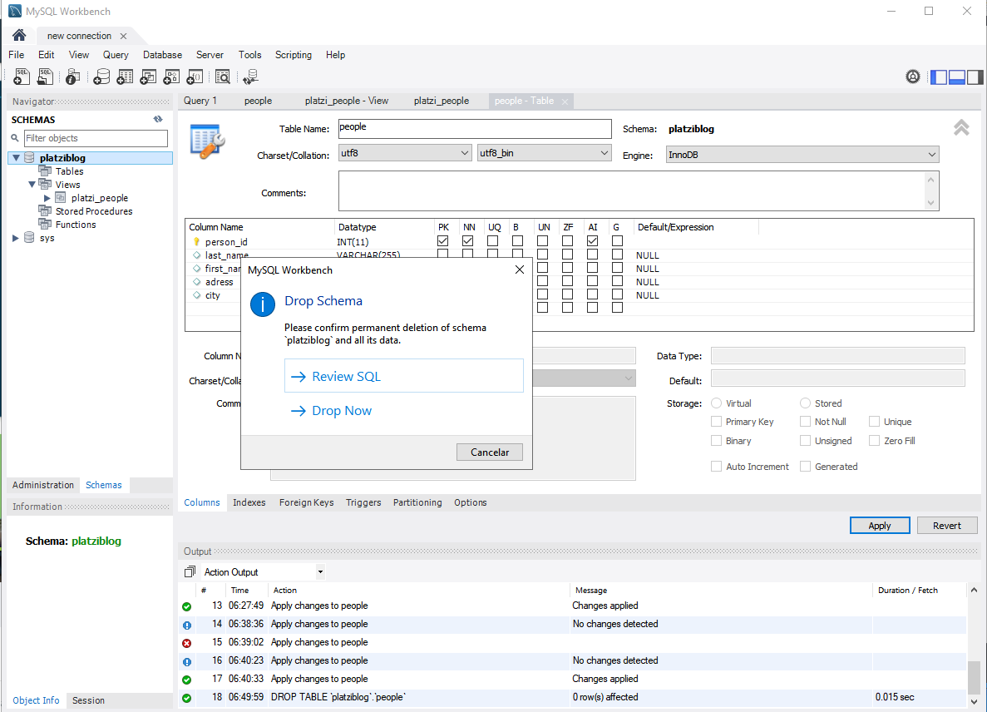 MySQL Workbench
new connection
File Edit View Query Database Server Tools Scripting Help
Navigator
SCHEMAS
Filter objects
platziblog
Tables
Views
platzi_people
Stored Procedures
Functions
sys
Administration Schemas
Information
Schema: platziblog
Object Info Session
Query 1 people platzi_people - View platzi_people people - Table
Table Name: people Schema: platziblog
Charset/Collation: utf8 utf8_bin Engine: InnoDB
Comments:
Column Name Datatype PK NN UQ B UN ZF AI G Default/Expression
person_id INT(11)
last_name VARCHAR(255) NULL
first_name NULL
adress NULL
city NULL
MySQL Workbench
Drop Schema
Please confirm permanent deletion of schema
`platziblog` and all its data.
Review SQL
Drop Now
Cancelar
Column N Data Type:
Charset/Colla Default:
Comm Storage: Virtual Stored
Primary Key Not Null Unique
Binary Unsigned Zero Fill
Auto Increment Generated
Columns Indexes Foreign Keys Triggers Partitioning Options
Apply Revert
Output
Action Output
# Time Action Message Duration / Fetch
13 06:27:49 Apply changes to people Changes applied
14 06:38:36 Apply changes to people No changes detected
15 06:39:02 Apply changes to people
16 06:40:23 Apply changes to people No changes detected
17 06:40:33 Apply changes to people Changes applied
18 06:49:59 DROP TABLE `platziblog`.`people` 0 row(s) affected 0.015 sec